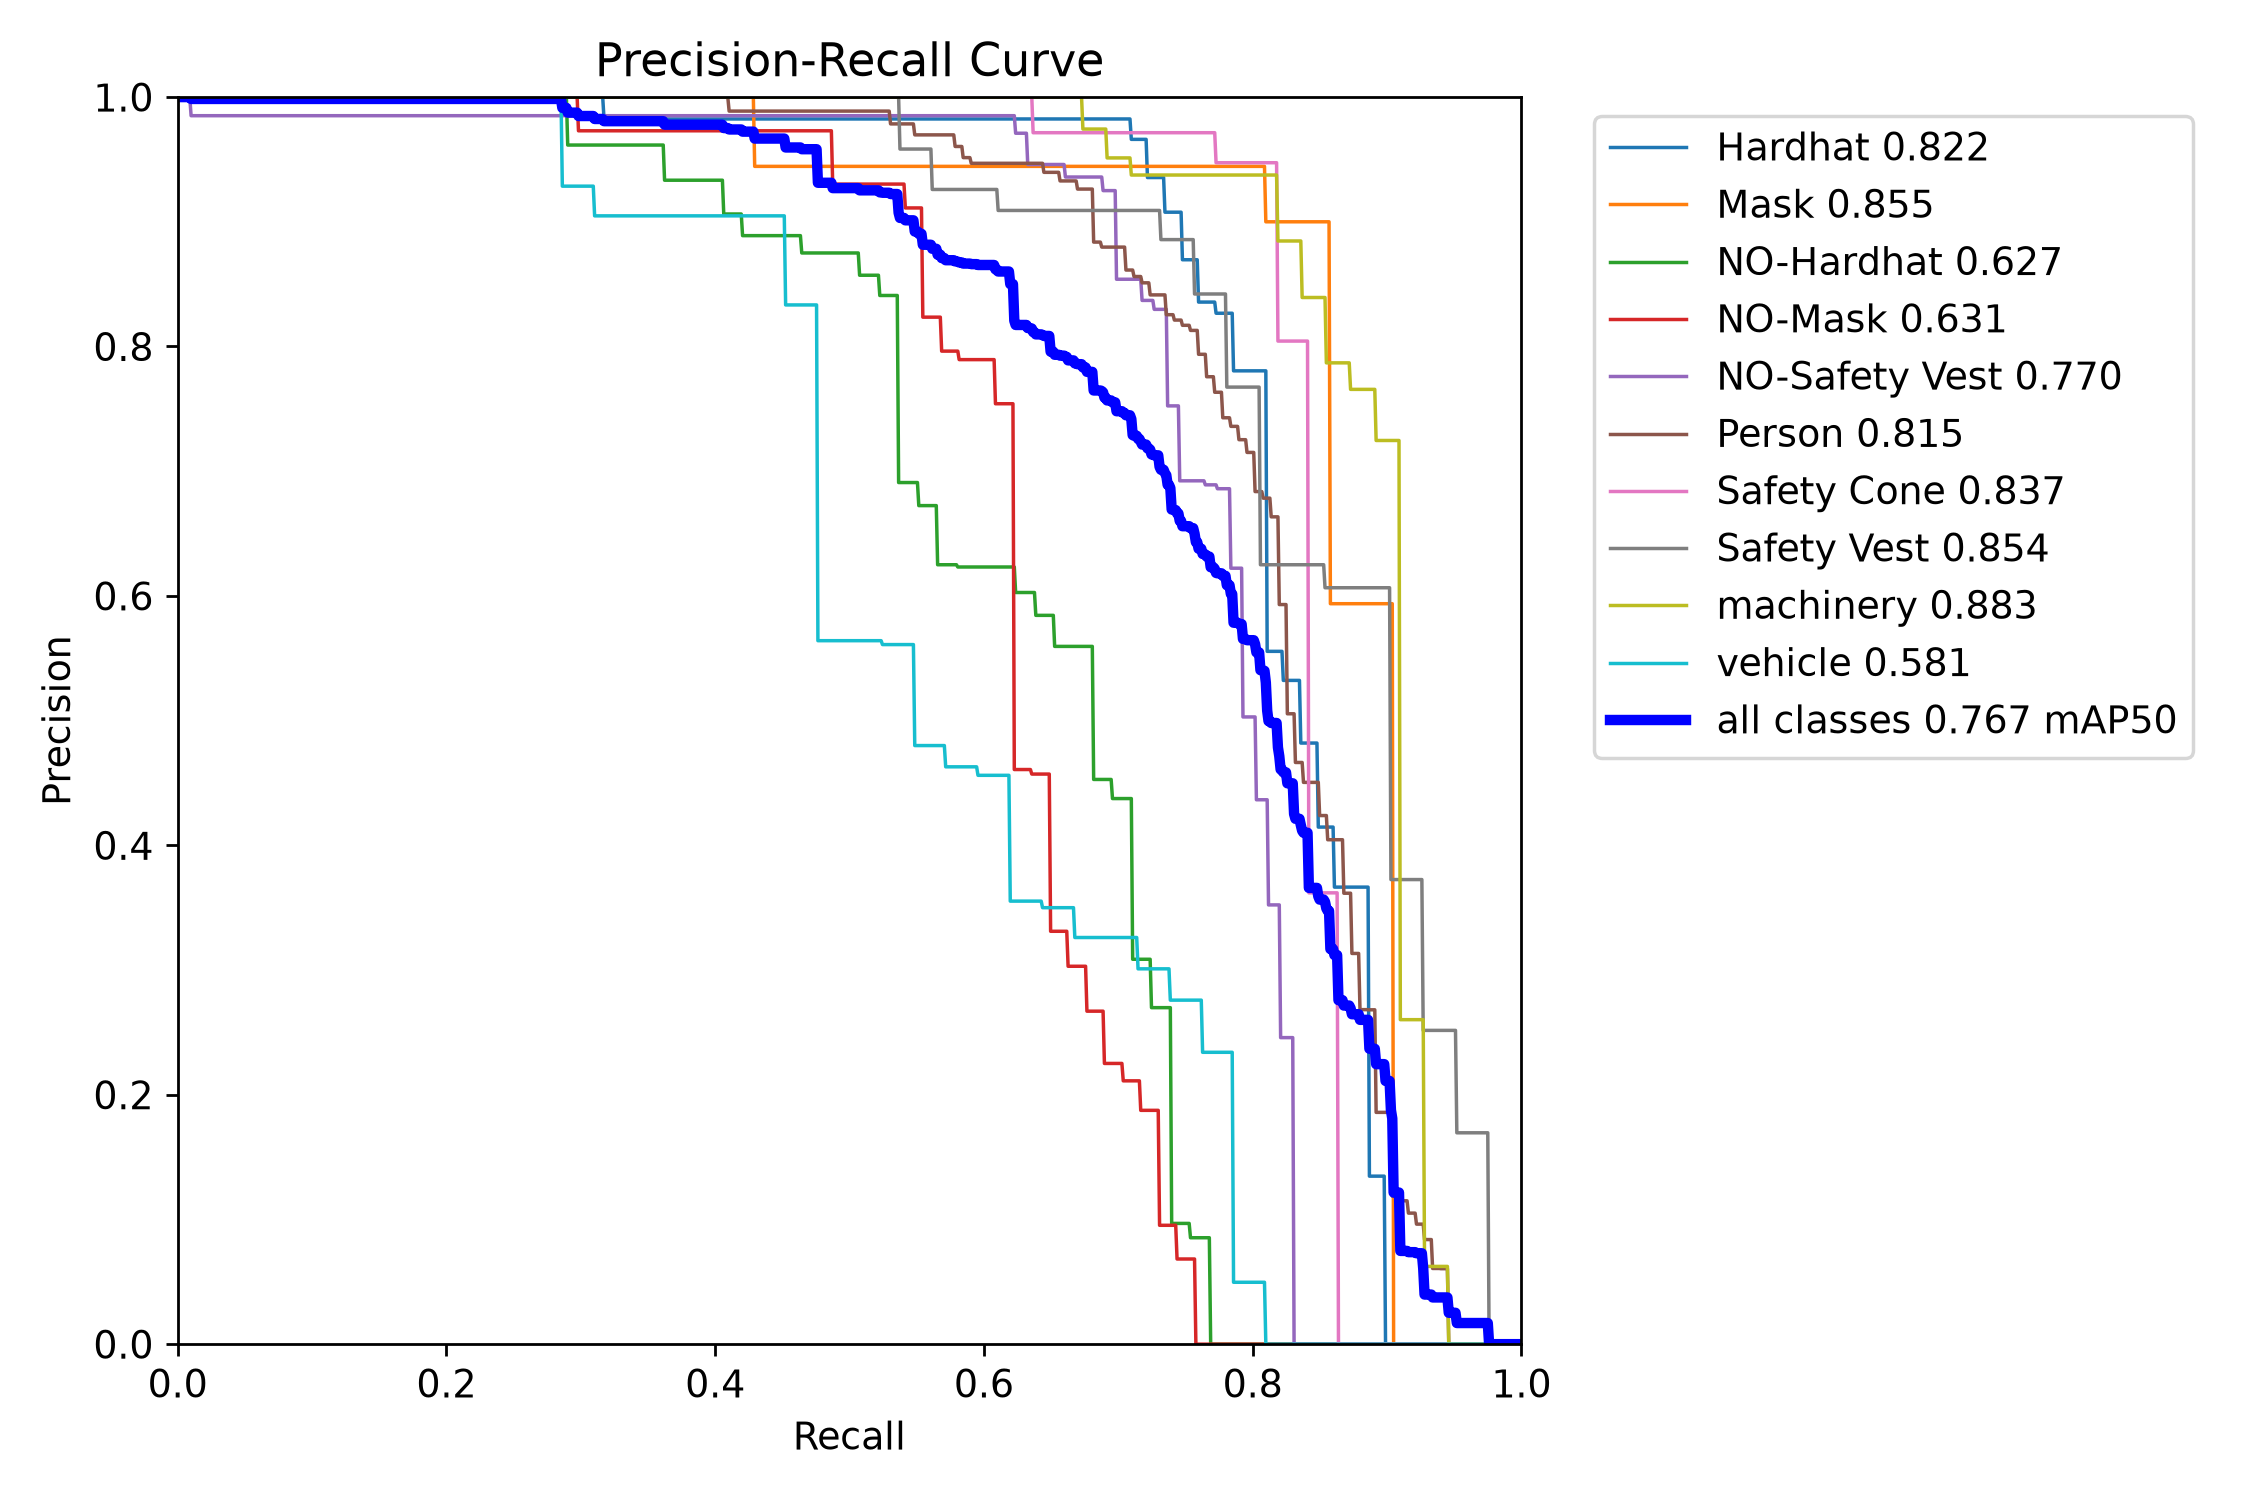 Precision-Recall Curve
1.0
0.8
0.6
0.4
0.2
0.0
Precision
0.0 0.2 0.4 0.6 0.8 1.0
Recall
Hardhat 0.822
Mask 0.855
NO-Hardhat 0.627
NO-Mask 0.631
NO-Safety Vest 0.770
Person 0.815
Safety Cone 0.837
Safety Vest 0.854
machinery 0.883
vehicle 0.581
all classes 0.767 mAP50